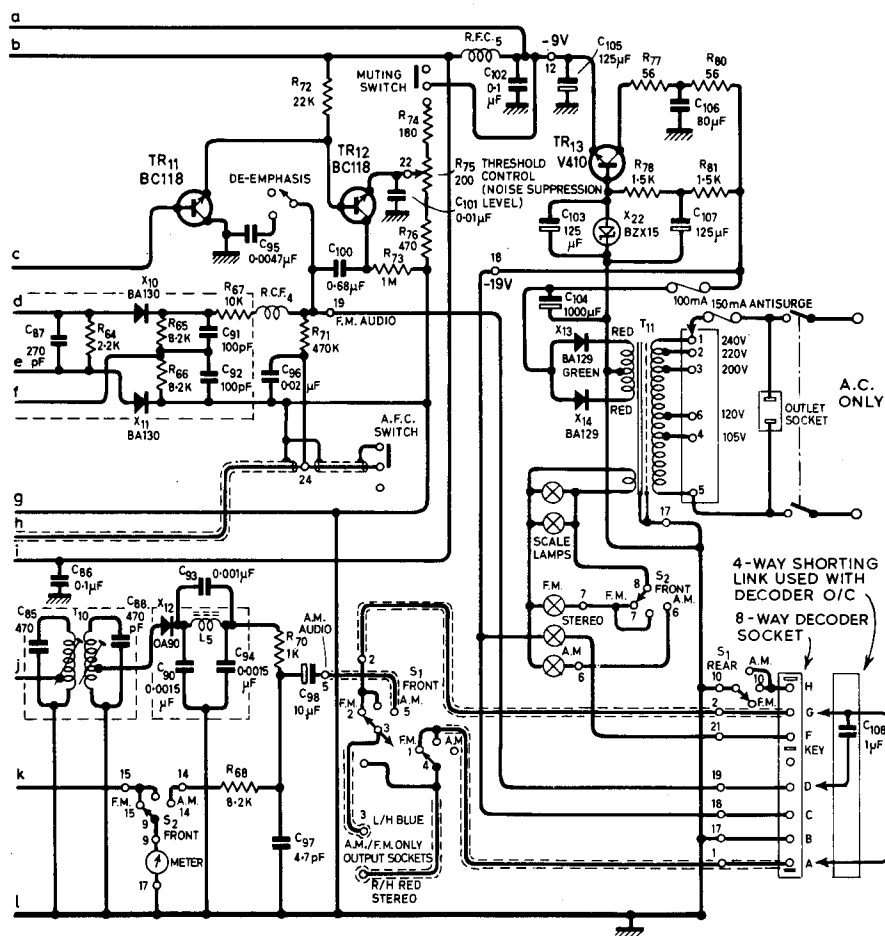 a
b
R.F.C.5
-9V
12
C105
125µF
R77
56
R80
56
R72
22K
MUTING
SWITCH
C102
0·1
µF
C106
80µF
R74
180
TR11
BC118
TR12
BC118
22
R75
200
THRESHOLD
CONTROL
(NOISE SUPPRESSION
LEVEL)
TR13
V410
R78
1·5K
R81
1·5K
DE-EMPHASIS
C101
0·01µF
C103
125
µF
X22
BZX15
C107
125µF
C95
0·0047µF
R76
470
C100
0·68µF
R73
1M
18
-19V
c
C104
1000µF
100mA
150mA ANTISURGE
d
X10
BA130
R67
10K
R.C.F.4
19
F.M. AUDIO
C87
270
pF
R64
2·2K
R65
8·2K
C91
100pF
R71
470K
X13
BA129
GREEN
RED
RED
T11
1
240V
2
220V
3
200V
6
120V
4
105V
5
OUTLET
SOCKET
A.C.
ONLY
e
R66
8·2K
C92
100pF
C96
0·02
µF
X14
BA129
f
X11
BA130
A.F.C.
SWITCH
24
g
h
i
17
SCALE
LAMPS
C86
0·1µF
C93
0·001µF
C85
470
T10
C88
470
pF
X12
OA90
L5
C90
0·0015
µF
C94
0·0015
µF
R70
1K
A.M.
AUDIO
5
C98
10µF
F.M.
7
STEREO
A.M
6
F.M.
8
S2
FRONT
A.M.
7
6
4-WAY SHORTING
LINK USED WITH
DECODER O/C
8-WAY DECODER
SOCKET
j
2
S1
FRONT
F.M.
2
A.M.
5
3
F.M.
1
A.M
4
S1
REAR
A.M.
10
10
F.M.
H
2
G
21
F
KEY
C108
1µF
19
D
18
C
17
B
1
A
k
15
F.M.
15
14
A.M.
14
R68
8·2K
S2
FRONT
9
9
METER
17
C97
4·7pF
3
L/H BLUE
A.M./F.M. ONLY
OUTPUT SOCKETS
R/H RED
STEREO
l